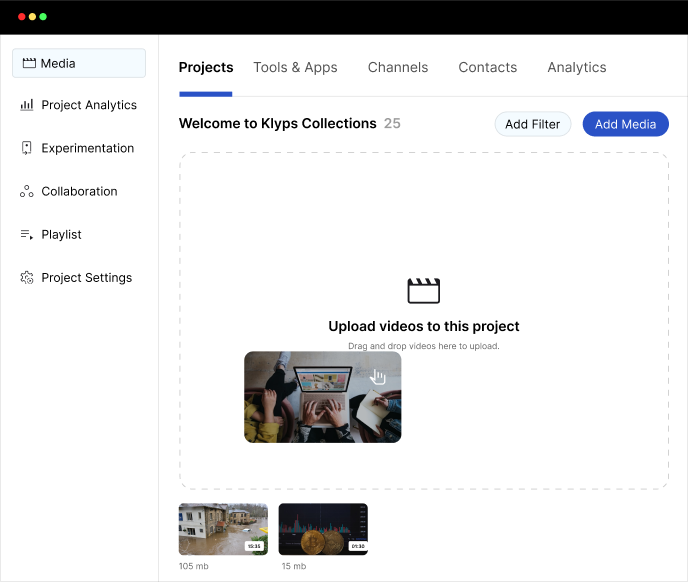 Media
Project Analytics
Experimentation
Collaboration
Playlist
Project Settings
Projects Tools & Apps Channels Contacts Analytics
Welcome to Klyps Collections 25 Add Filter Add Media
Upload videos to this project
Drag and drop videos here to upload.
15:35 01:30
105 mb 15 mb